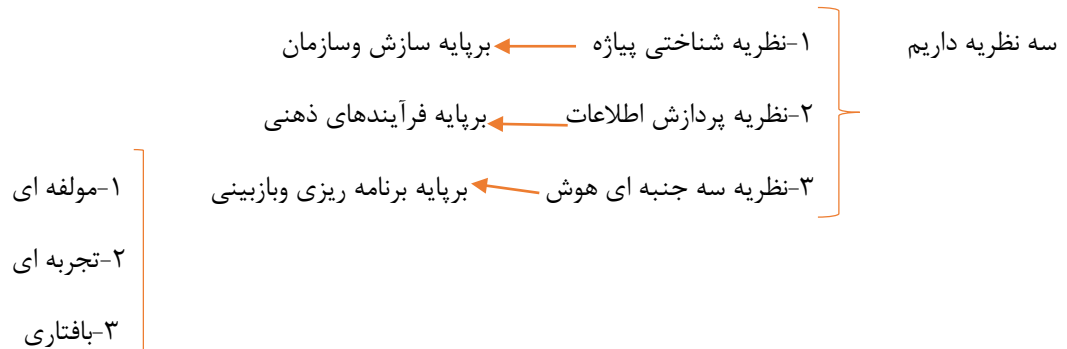 سه نظریه داریم
۱-نظریه شناختی پیاژه برپایه سازش وسازمان
۲-نظریه پردازش اطلاعات برپایه فرآیندهای ذهنی
۳-نظریه سه جنبه ای هوش برپایه برنامه ریزی وبازبینی
۱-مولفه ای
۲-تجربه ای
۳-بافتاری